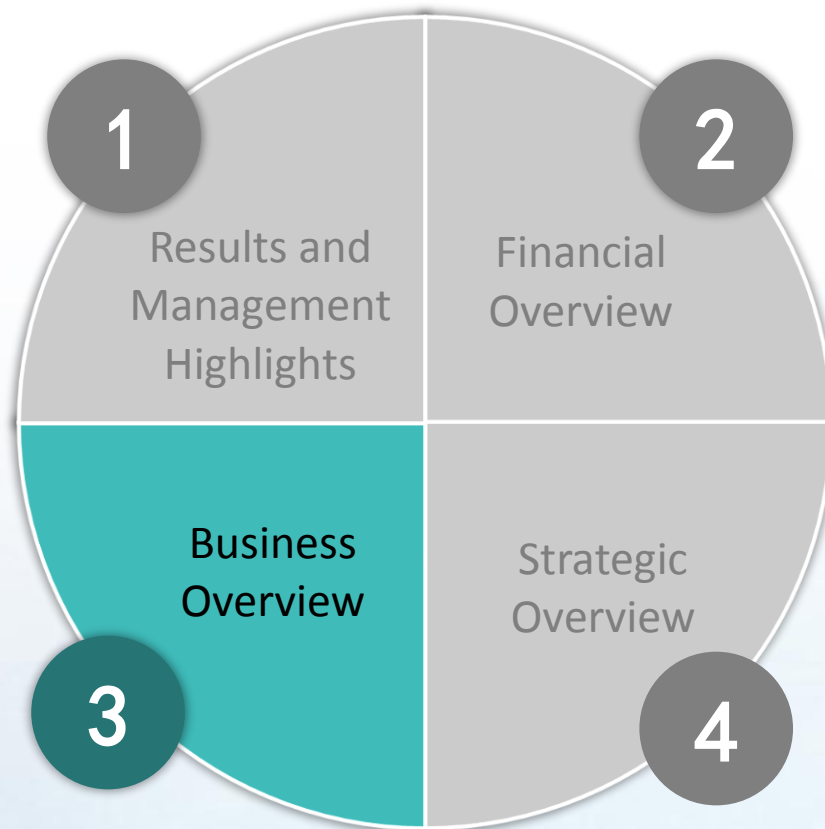 1
Results and
Management
Highlights
2
Financial
Overview
3
Business
Overview
4
Strategic
Overview